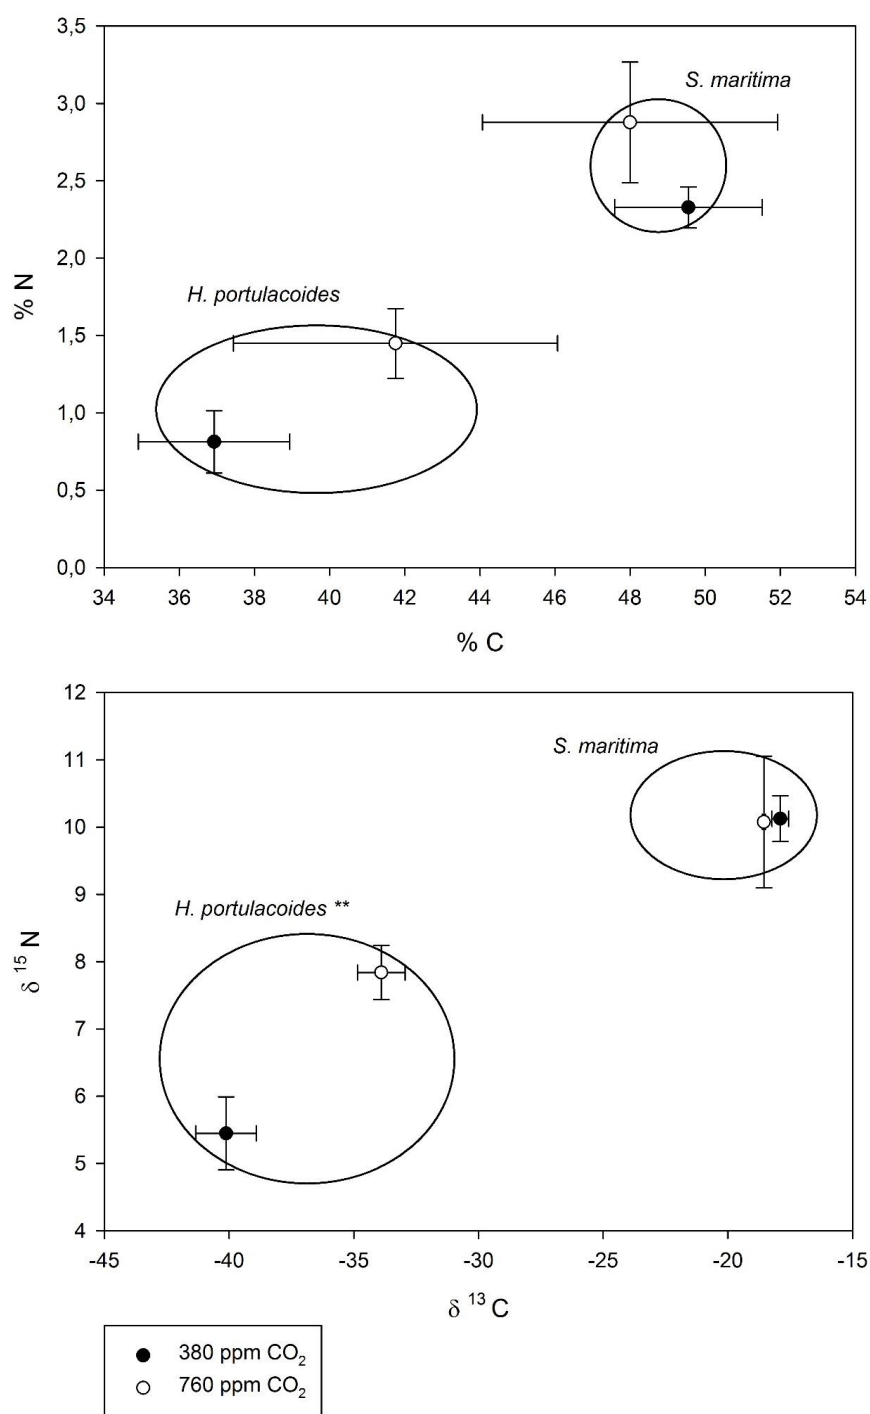 3,5
3,0
2,5
2,0
1,5
1,0
0,5
0,0
% N
S. maritima
H. portulacoides
34 36 38 40 42 44 46 48 50 52 54
% C
12
11
10
9
8
7
6
5
4
δ 15 N
S. maritima
H. portulacoides **
-45 -40 -35 -30 -25 -20 -15
δ 13 C
380 ppm CO2
760 ppm CO2